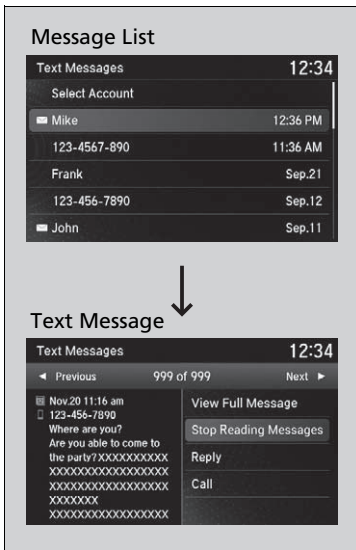 Message List
Text Messages 12:34
Select Account
Mike 12:36 PM
123-4567-890 11:36 AM
Frank Sep.21
123-456-7890 Sep.12
John Sep.11
Text Message
Text Messages 12:34
◄ Previous 999 of 999 Next ►
Nov.20 11:16 am
123-456-7890
Where are you?
Are you able to come to
the party?XXXXXXXXXX
XXXXXXXXXXXXXXXXX
XXXXXXXXXXXXXXXXX
XXXXXXX
XXXXXXXXXXXXXXXXX
View Full Message
Stop Reading Messages
Reply
Call